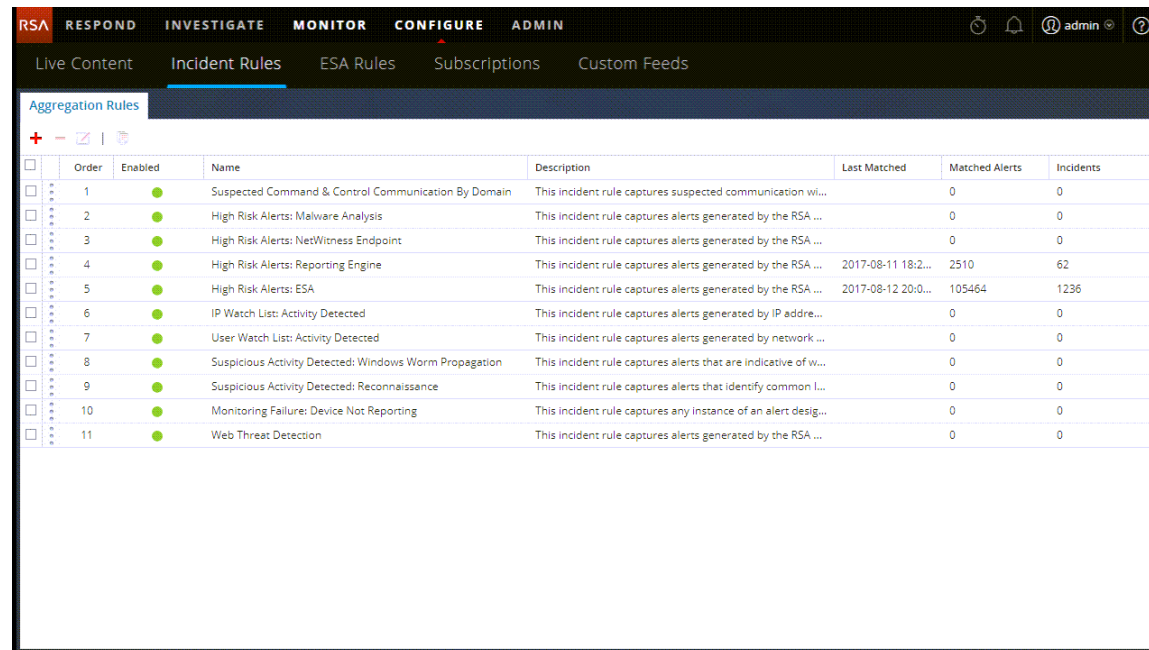 RSA RESPOND INVESTIGATE MONITOR CONFIGURE ADMIN admin ?
Live Content Incident Rules ESA Rules Subscriptions Custom Feeds
Aggregation Rules
Order Enabled Name Description Last Matched Matched Alerts Incidents
1 Suspected Command & Control Communication By Domain This incident rule captures suspected communication wi... 0 0
2 High Risk Alerts: Malware Analysis This incident rule captures alerts generated by the RSA ... 0 0
3 High Risk Alerts: NetWitness Endpoint This incident rule captures alerts generated by the RSA ... 0 0
4 High Risk Alerts: Reporting Engine This incident rule captures alerts generated by the RSA ... 2017-08-11 18:2... 2510 62
5 High Risk Alerts: ESA This incident rule captures alerts generated by the RSA ... 2017-08-12 20:0... 105464 1236
6 IP Watch List: Activity Detected This incident rule captures alerts generated by IP addre... 0 0
7 User Watch List: Activity Detected This incident rule captures alerts generated by network ... 0 0
8 Suspicious Activity Detected: Windows Worm Propagation This incident rule captures alerts that are indicative of w... 0 0
9 Suspicious Activity Detected: Reconnaissance This incident rule captures alerts that identify common l... 0 0
10 Monitoring Failure: Device Not Reporting This incident rule captures any instance of an alert desig... 0 0
11 Web Threat Detection This incident rule captures alerts generated by the RSA ... 0 0